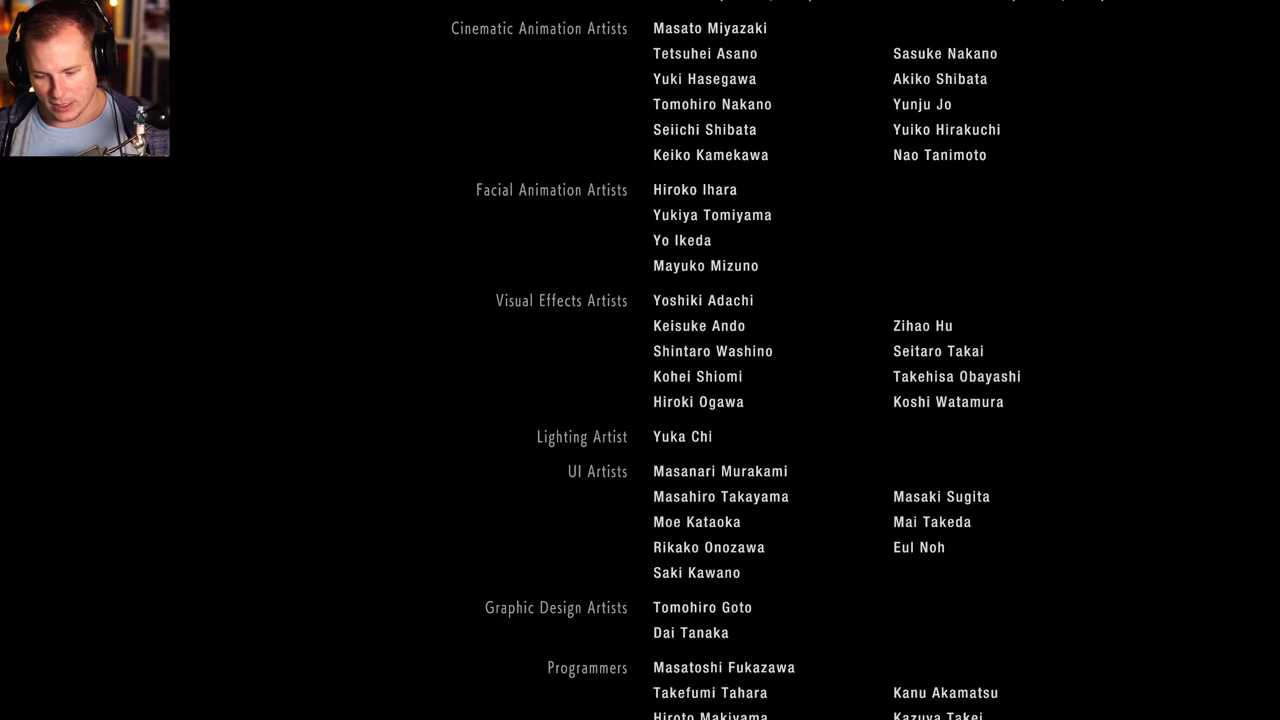 Cinematic Animation Artists Masato Miyazaki
Tetsuhei Asano Sasuke Nakano
Yuki Hasegawa Akiko Shibata
Tomohiro Nakano Yunju Jo
Seiichi Shibata Yuiko Hirakuchi
Keiko Kamekawa Nao Tanimoto
Facial Animation Artists Hiroko Ihara
Yukiya Tomiyama
Yo Ikeda
Mayuko Mizuno
Visual Effects Artists Yoshiki Adachi
Keisuke Ando Zihao Hu
Shintaro Washino Seitaro Takai
Kohei Shiomi Takehisa Obayashi
Hiroki Ogawa Koshi Watamura
Lighting Artist Yuka Chi
UI Artists Masanari Murakami
Masahiro Takayama Masaki Sugita
Moe Kataoka Mai Takeda
Rikako Onozawa Eul Noh
Saki Kawano
Graphic Design Artists Tomohiro Goto
Dai Tanaka
Programmers Masatoshi Fukazawa
Takefumi Tahara Kanu Akamatsu
Hiroto Makiyama Kazuya Takei